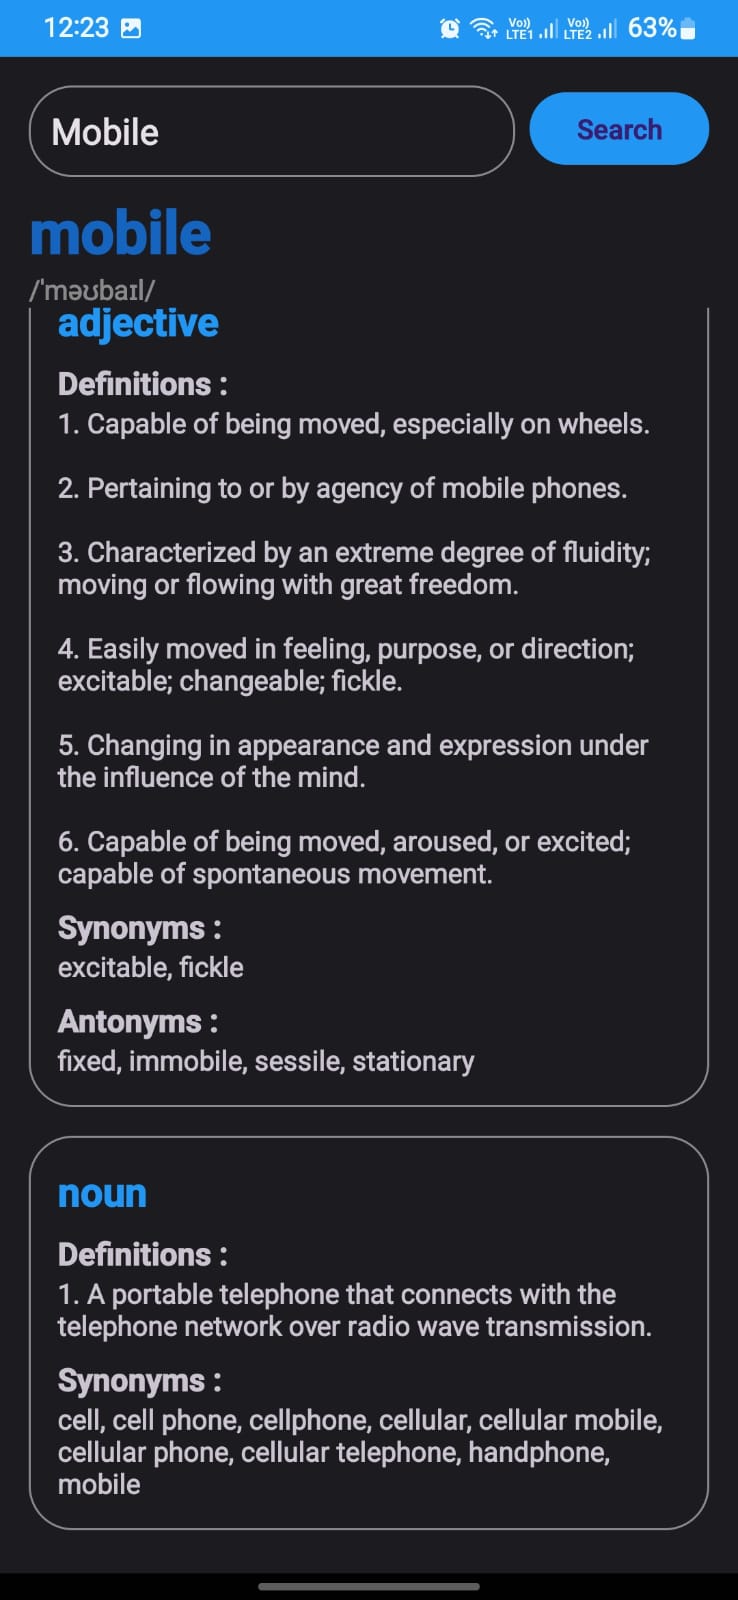 12:23
Vo)) LTE1 Vo)) LTE2 63%
Mobile
Search
mobile
/ˈməʊbaɪl/
adjective
Definitions :
1. Capable of being moved, especially on wheels.
2. Pertaining to or by agency of mobile phones.
3. Characterized by an extreme degree of fluidity;
moving or flowing with great freedom.
4. Easily moved in feeling, purpose, or direction;
excitable; changeable; fickle.
5. Changing in appearance and expression under
the influence of the mind.
6. Capable of being moved, aroused, or excited;
capable of spontaneous movement.
Synonyms :
excitable, fickle
Antonyms :
fixed, immobile, sessile, stationary
noun
Definitions :
1. A portable telephone that connects with the
telephone network over radio wave transmission.
Synonyms :
cell, cell phone, cellphone, cellular, cellular mobile,
cellular phone, cellular telephone, handphone,
mobile